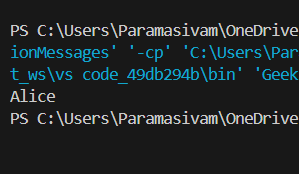 PS C:\Users\Paramasivam\OneDrive
ionMessages' '-cp' 'C:\Users\Par
t_ws\vs code_49db294b\bin' 'Geek
Alice
PS C:\Users\Paramasivam\OneDrive